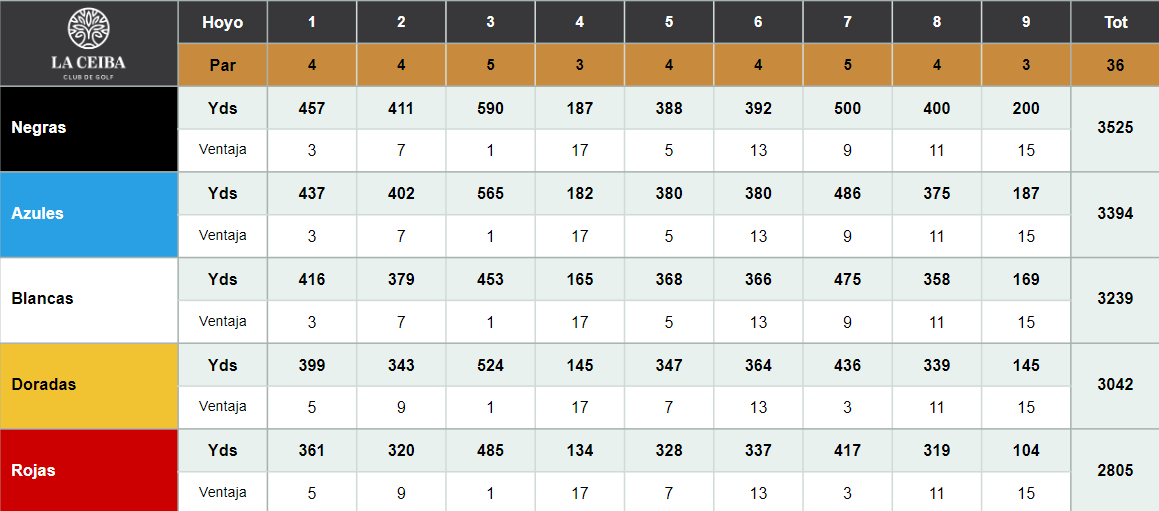 LA CEIBA
CLUB DE GOLF
Hoyo 1 2 3 4 5 6 7 8 9 Tot
Par 4 4 5 3 4 4 5 4 3 36
Negras
Yds 457 411 590 187 388 392 500 400 200
3525
Ventaja 3 7 1 17 5 13 9 11 15
Azules
Yds 437 402 565 182 380 380 486 375 187
3394
Ventaja 3 7 1 17 5 13 9 11 15
Blancas
Yds 416 379 453 165 368 366 475 358 169
3239
Ventaja 3 7 1 17 5 13 9 11 15
Doradas
Yds 399 343 524 145 347 364 436 339 145
3042
Ventaja 5 9 1 17 7 13 3 11 15
Rojas
Yds 361 320 485 134 328 337 417 319 104
2805
Ventaja 5 9 1 17 7 13 3 11 15